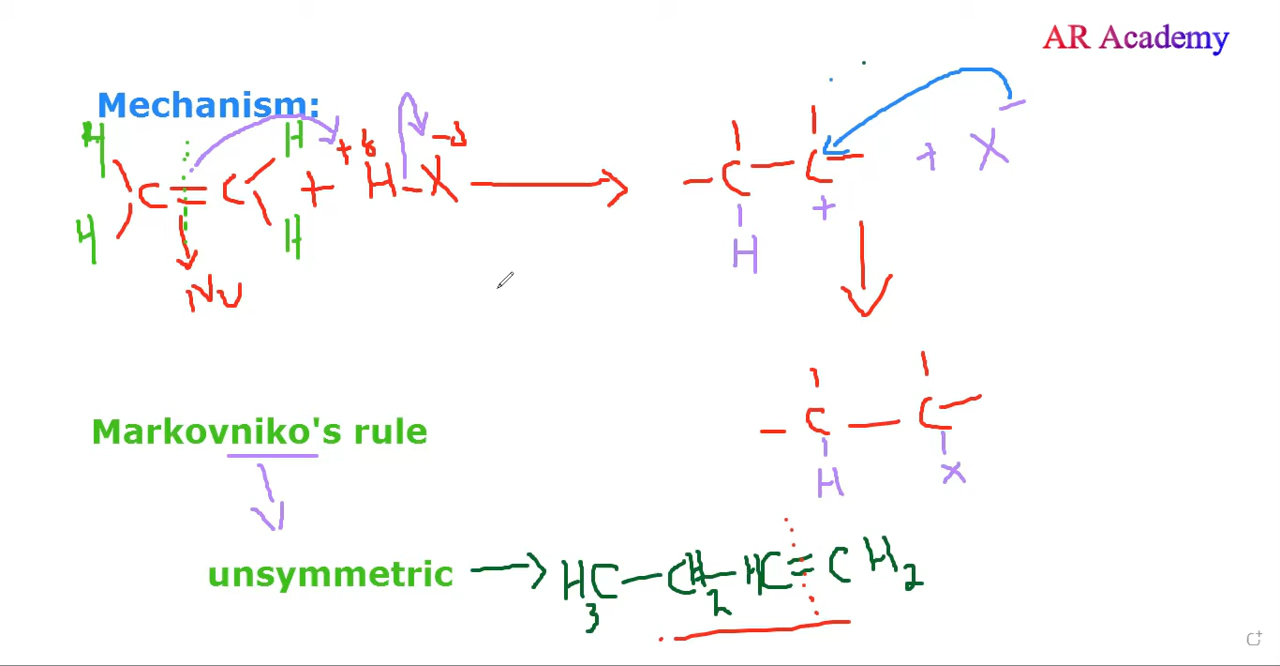 AR Academy
Mechanism:
H H
C = C + H - X
+δ -δ
H H
Nu
- C - C + X -
+
H
Markovniko's rule
- C - C -
H X
unsymmetric → H3C - CH2 - HC = CH2